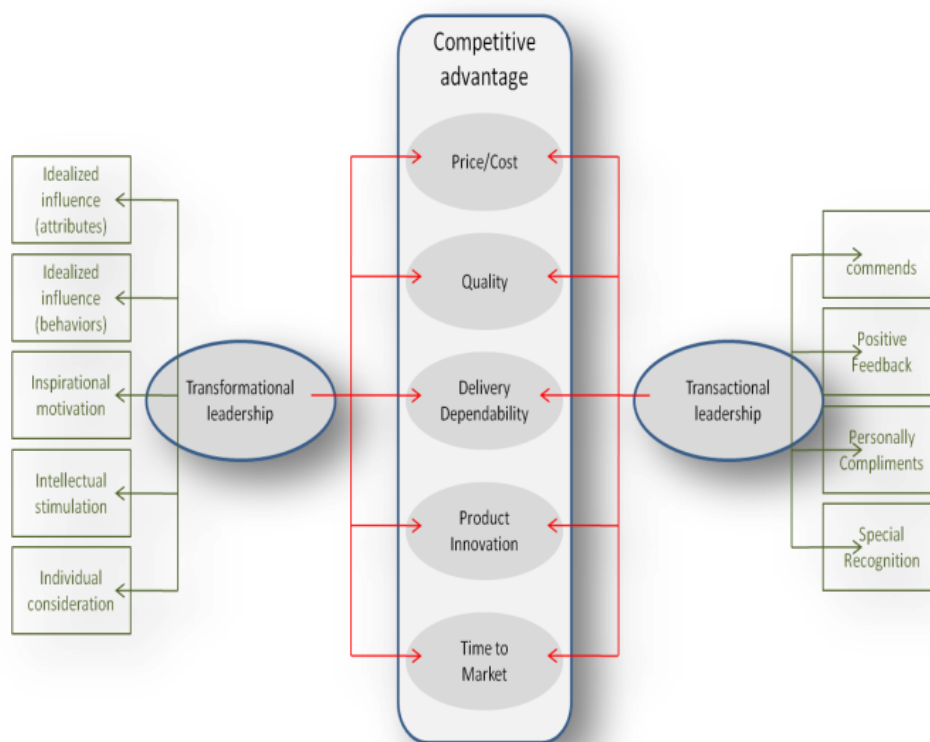 Competitive
advantage
Price/Cost
Quality
Delivery
Dependability
Product
Innovation
Time to
Market
Idealized
influence
(attributes)
Idealized
influence
(behaviors)
Inspirational
motivation
Intellectual
stimulation
Individual
consideration
Transformational
leadership
Transactional
leadership
commends
Positive
Feedback
Personally
Compliments
Special
Recognition